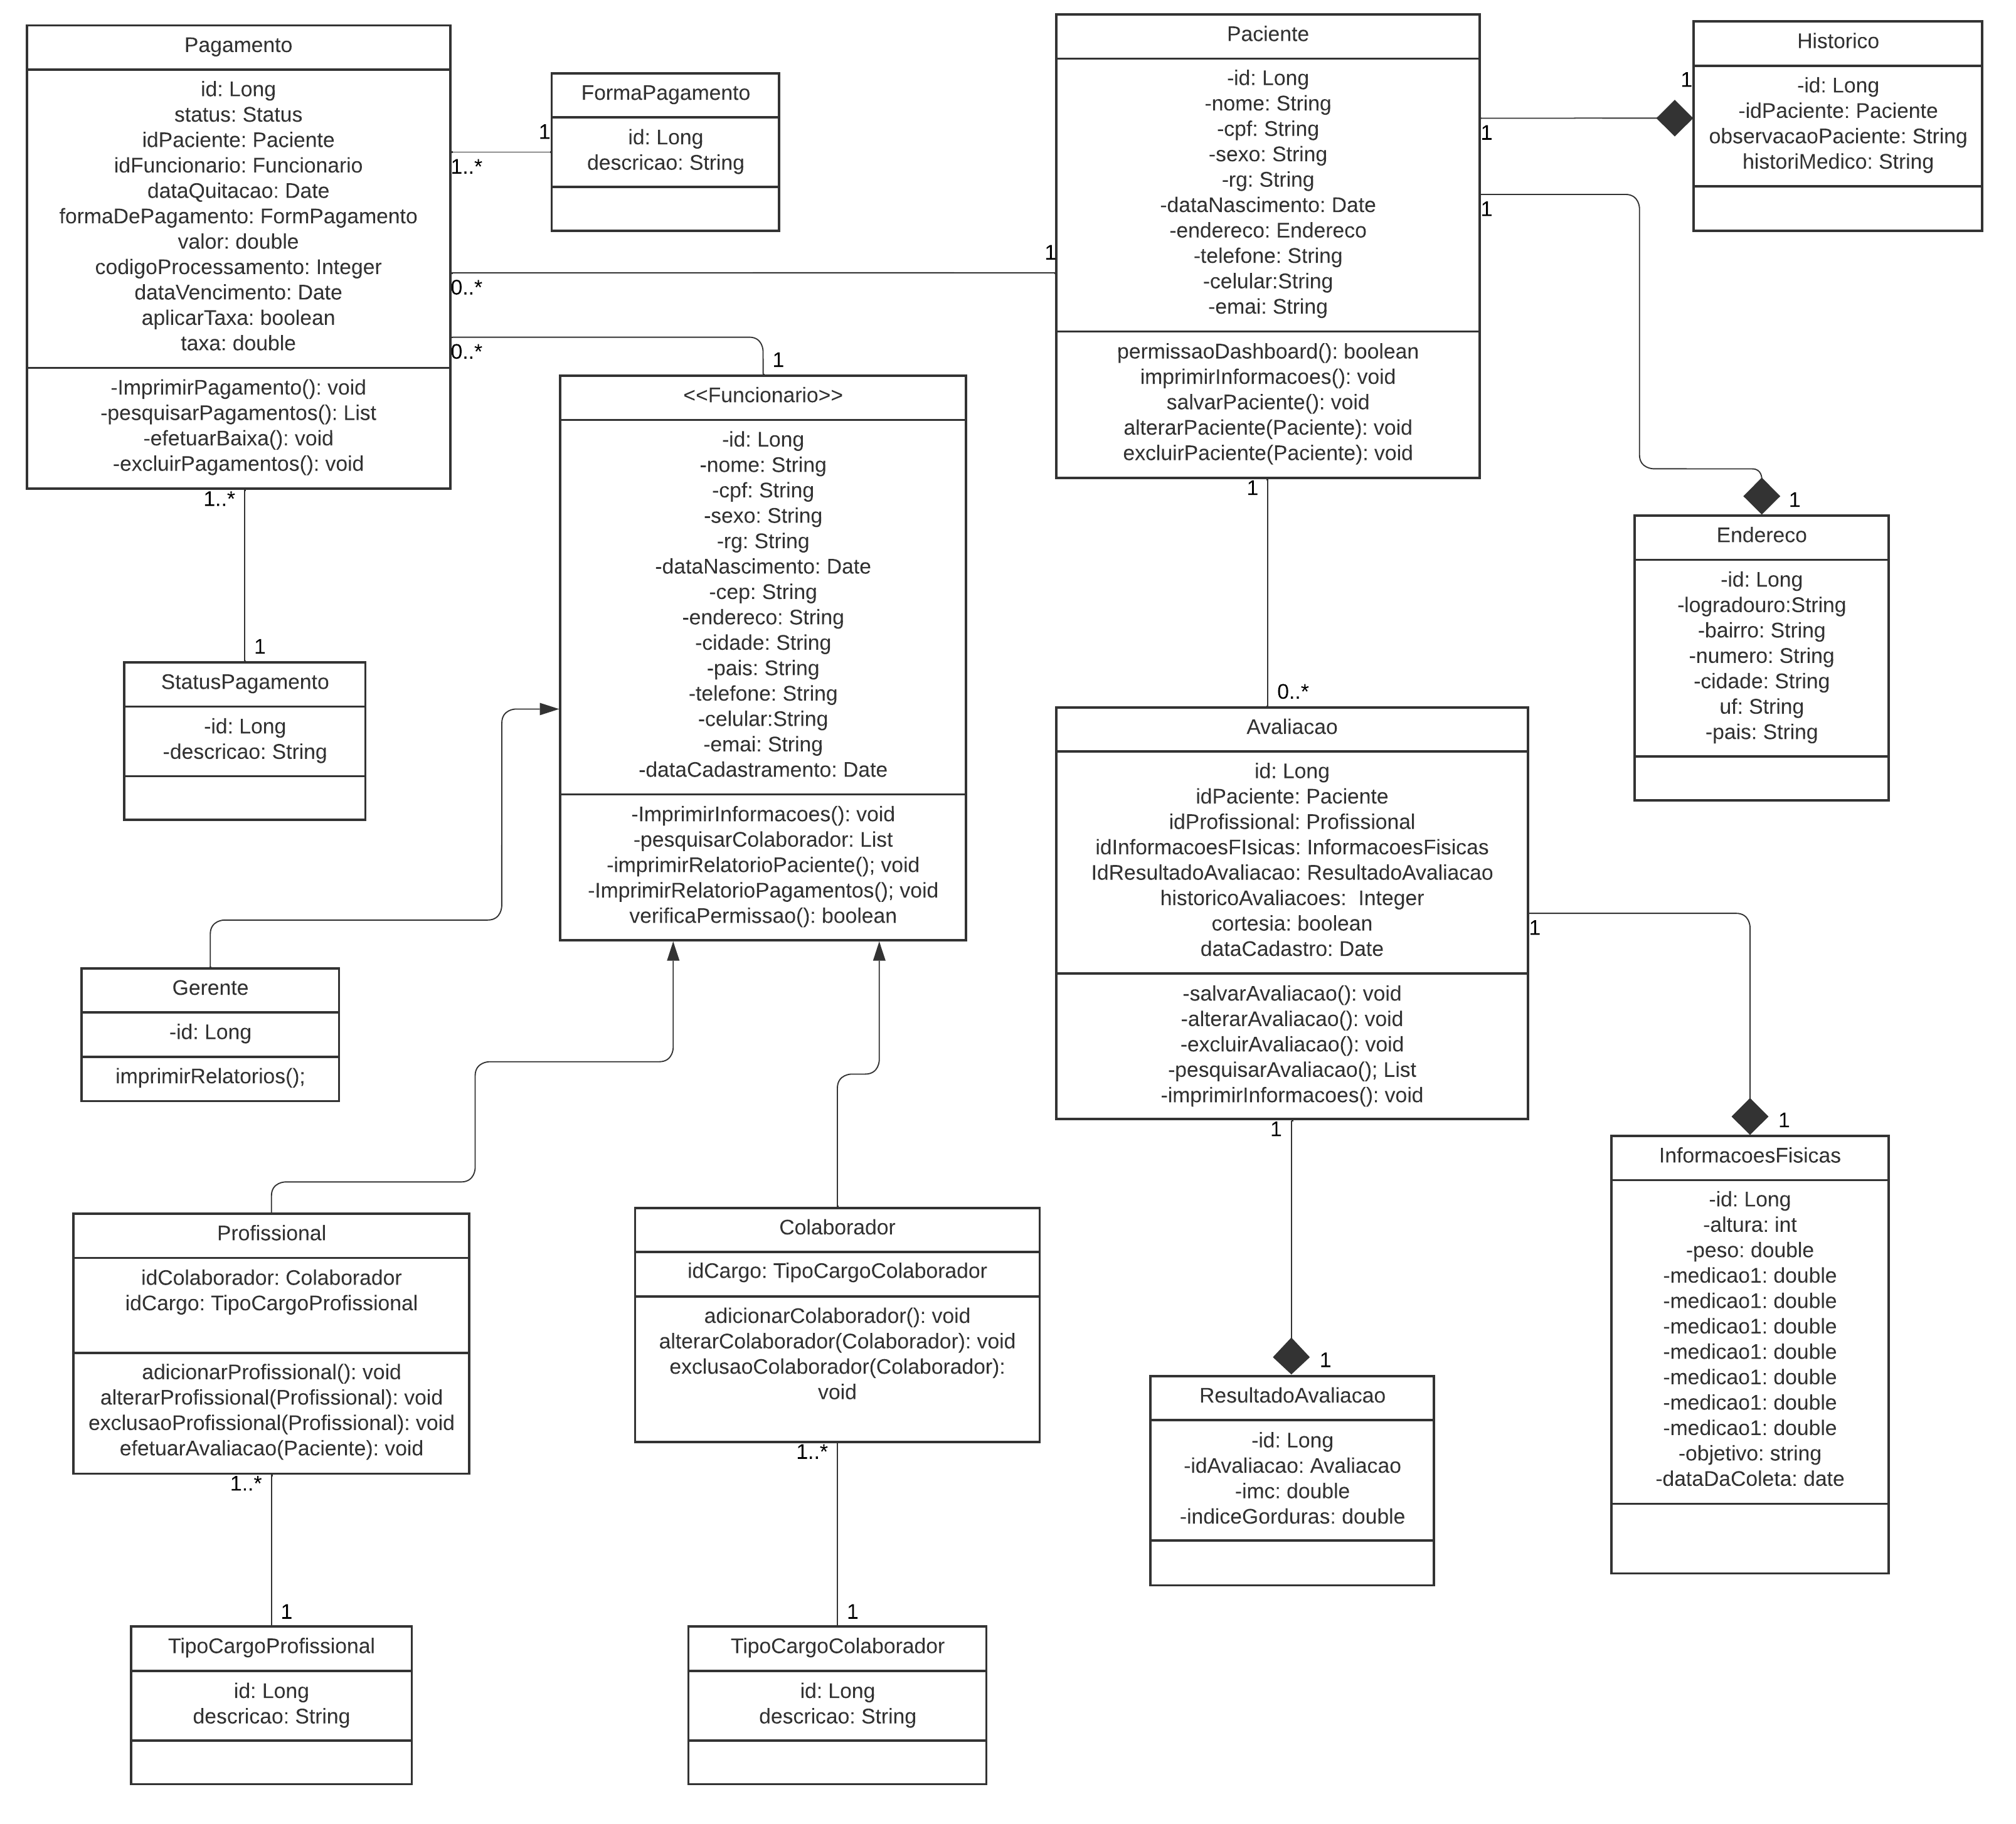 Pagamento
id: Long
status: Status
idPaciente: Paciente
idFuncionario: Funcionario
dataQuitacao: Date
formaDePagamento: FormPagamento
valor: double
codigoProcessamento: Integer
dataVencimento: Date
aplicarTaxa: boolean
taxa: double
-ImprimirPagamento(): void
-pesquisarPagamentos(): List
-efetuarBaixa(): void
-excluirPagamentos(): void
1..*
1
0..*
1
0..*
1
1..*
1
FormaPagamento
id: Long
descricao: String
Paciente
-id: Long
-nome: String
-cpf: String
-sexo: String
-rg: String
-dataNascimento: Date
-endereco: Endereco
-telefone: String
-celular:String
-emai: String
permissaoDashboard(): boolean
imprimirInformacoes(): void
salvarPaciente(): void
alterarPaciente(Paciente): void
excluirPaciente(Paciente): void
1
1
1
1
1
0..*
Historico
-id: Long
-idPaciente: Paciente
observacaoPaciente: String
historiMedico: String
<<Funcionario>>
-id: Long
-nome: String
-cpf: String
-sexo: String
-rg: String
-dataNascimento: Date
-cep: String
-endereco: String
-cidade: String
-pais: String
-telefone: String
-celular:String
-emai: String
-dataCadastramento: Date
-ImprimirInformacoes(): void
-pesquisarColaborador: List
-imprimirRelatorioPaciente(); void
-ImprimirRelatorioPagamentos(); void
verificaPermissao(): boolean
Endereco
-id: Long
-logradouro:String
-bairro: String
-numero: String
-cidade: String
uf: String
-pais: String
StatusPagamento
-id: Long
-descricao: String
Avaliacao
id: Long
idPaciente: Paciente
idProfissional: Profissional
idInformacoesFIsicas: InformacoesFisicas
IdResultadoAvaliacao: ResultadoAvaliacao
historicoAvaliacoes:  Integer
cortesia: boolean
dataCadastro: Date
-salvarAvaliacao(): void
-alterarAvaliacao(): void
-excluirAvaliacao(): void
-pesquisarAvaliacao(); List
-imprimirInformacoes(): void
1
1
1
1
Gerente
-id: Long
imprimirRelatorios();
Profissional
idColaborador: Colaborador
idCargo: TipoCargoProfissional
adicionarProfissional(): void
alterarProfissional(Profissional): void
exclusaoProfissional(Profissional): void
efetuarAvaliacao(Paciente): void
1..*
1
Colaborador
idCargo: TipoCargoColaborador
adicionarColaborador(): void
alterarColaborador(Colaborador): void
exclusaoColaborador(Colaborador):
void
1..*
1
InformacoesFisicas
-id: Long
-altura: int
-peso: double
-medicao1: double
-medicao1: double
-medicao1: double
-medicao1: double
-medicao1: double
-medicao1: double
-medicao1: double
-objetivo: string
-dataDaColeta: date
ResultadoAvaliacao
-id: Long
-idAvaliacao: Avaliacao
-imc: double
-indiceGorduras: double
TipoCargoProfissional
id: Long
descricao: String
TipoCargoColaborador
id: Long
descricao: String